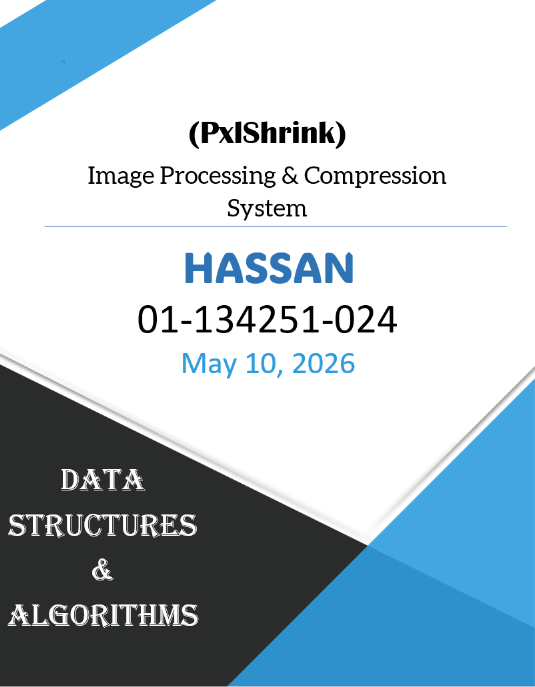 (PxlShrink)
Image Processing & Compression
System
HASSAN
01-134251-024
May 10, 2026
DATA
STRUCTURES
&
ALGORITHMS